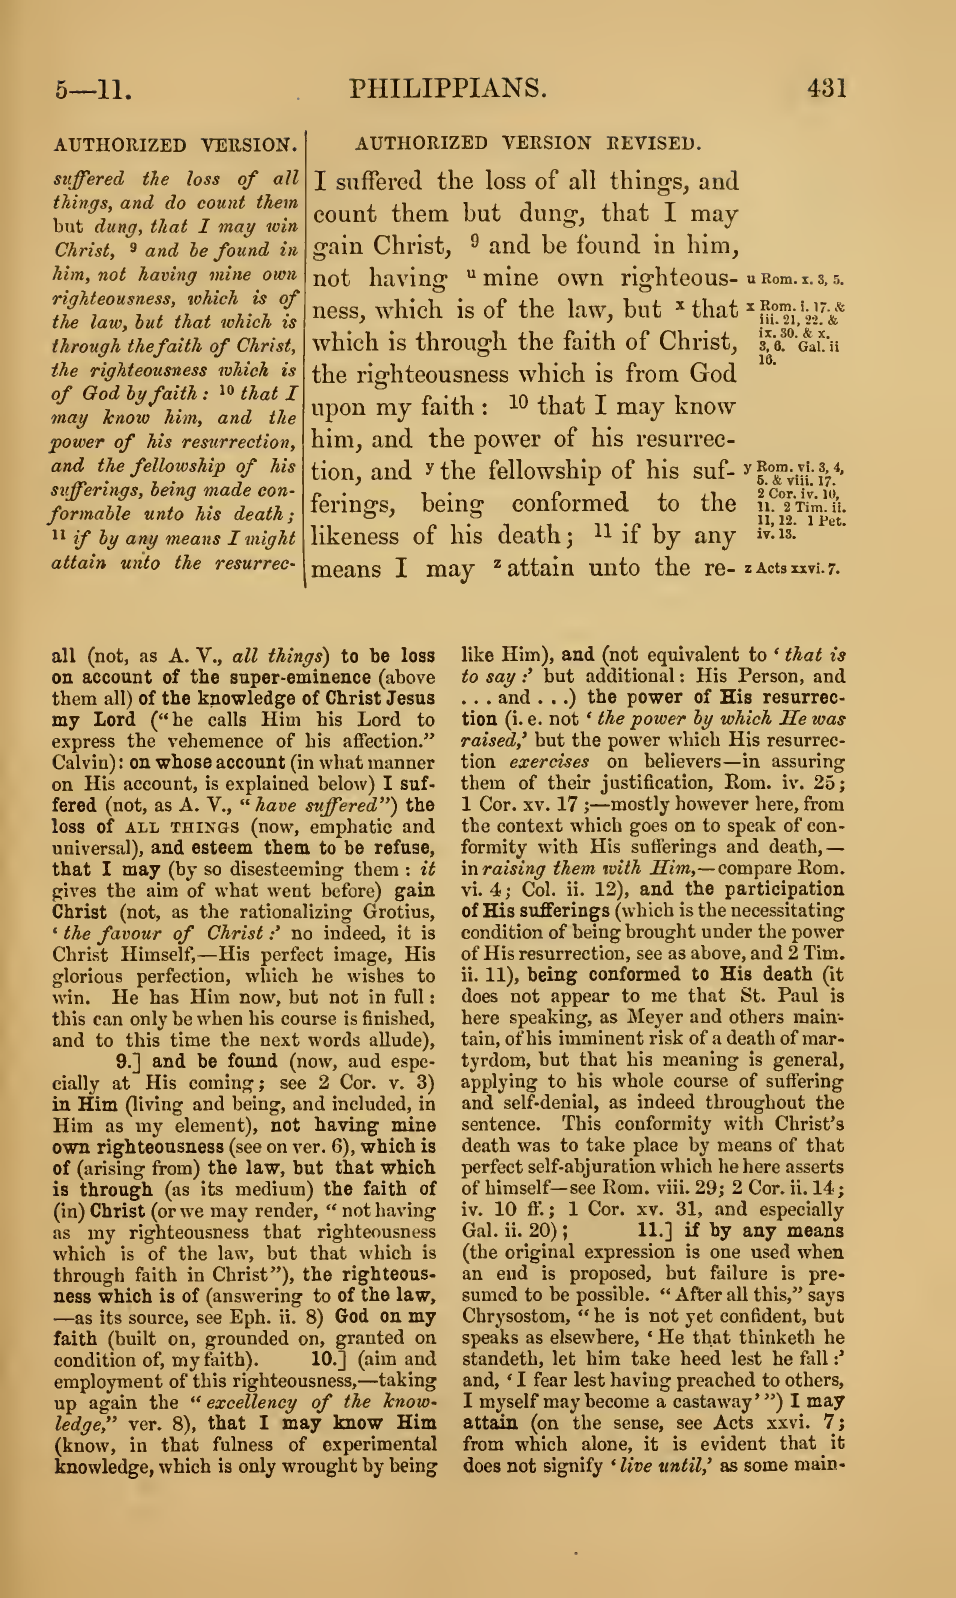 5—11.
PHILIPPIANS.
431
AUTHORIZED VERSION.
suffered the loss of all
things, and do count them
but dung, that I may win
Christ, 9 and be found in
him, not having mine own
righteousness, which is of
the law, but that which is
through the faith of Christ,
the righteousness which is
of God by faith : 10 that I
may know him, and the
power of his resurrection,
and the fellowship of his
sufferings, being made con-
formable unto his death;
11 if by any means I might
attain unto the resurrec-
AUTHORIZED VERSION REVISED.
I suffered the loss of all things, and
count them but dung, that I may
gain Christ, 9 and be found in him,
not having u mine own righteous-
ness, which is of the law, but x that
which is through the faith of Christ,
the righteousness which is from God
upon my faith : 10 that I may know
him, and the power of his resurrec-
tion, and y the fellowship of his suf-
ferings, being conformed to the
likeness of his death; 11 if by any
means I may z attain unto the re-
u Rom. x. 3, 5.
x Rom. i. 17. &
iii. 21, 22. &
ix. 30. & x.
3, 6. Gal. ii
16.
y Rom. vi. 3, 4,
5. & viii. 17.
2 Cor. iv. 10,
11. 2 Tim. ii.
11, 12. 1 Pet.
iv. 13.
z Acts xxvi. 7.
all (not, as A. V., all things) to be loss
on account of the super-eminence (above
them all) of the knowledge of Christ Jesus
my Lord (“he calls Him his Lord to
express the vehemence of his affection.”
Calvin): on whose account (in what manner
on His account, is explained below) I suf-
fered (not, as A. V., “have suffered”) the
loss of ALL THINGS (now, emphatic and
universal), and esteem them to be refuse,
that I may (by so disesteeming them : it
gives the aim of what went before) gain
Christ (not, as the rationalizing Grotius,
‘ the favour of Christ :’ no indeed, it is
Christ Himself,—His perfect image, His
glorious perfection, which he wishes to
win. He has Him now, but not in full :
this can only be when his course is finished,
and to this time the next words allude),
9.] and be found (now, aud espe-
cially at His coming; see 2 Cor. v. 3)
in Him (living and being, and included, in
Him as my element), not having mine
own righteousness (see on ver. 6), which is
of (arising from) the law, but that which
is through (as its medium) the faith of
(in) Christ (or we may render, “ not having
as my righteousness that righteousness
which is of the law, but that which is
through faith in Christ”), the righteous-
ness which is of (answering to of the law,
—as its source, see Eph. ii. 8) God on my
faith (built on, grounded on, granted on
condition of, my faith). 10.] (aim and
employment of this righteousness,—taking
up again the “excellency of the know-
ledge,” ver. 8), that I may know Him
(know, in that fulness of experimental
knowledge, which is only wrought by being
like Him), and (not equivalent to ‘ that is
to say :’ but additional: His Person, and
. . . and . . .) the power of His resurrec-
tion (i. e. not ‘ the power by which He was
raised,’ but the power which His resurrec-
tion exercises on believers—in assuring
them of their justification, Rom. iv. 25;
1 Cor. xv. 17 ;—mostly however here, from
the context which goes on to speak of con-
formity with His sufferings and death,—
in raising them with Him,—compare Rom.
vi. 4; Col. ii. 12), and the participation
of His sufferings (which is the necessitating
condition of being brought under the power
of His resurrection, see as above, and 2 Tim.
ii. 11), being conformed to His death (it
does not appear to me that St. Paul is
here speaking, as Meyer and others main-
tain, of his imminent risk of a death of mar-
tyrdom, but that his meaning is general,
applying to his whole course of suffering
and self-denial, as indeed throughout the
sentence. This conformity with Christ’s
death was to take place by means of that
perfect self-abjuration which he here asserts
of himself—see Rom. viii. 29; 2 Cor. ii. 14;
iv. 10 ff.; 1 Cor. xv. 31, and especially
Gal. ii. 20); 11.] if by any means
(the original expression is one used when
an end is proposed, but failure is pre-
sumed to be possible. “After all this,” says
Chrysostom, “he is not yet confident, but
speaks as elsewhere, ‘ He that thinketh he
standeth, let him take heed lest he fall :’
and, ‘ I fear lest having preached to others,
I myself may become a castaway’ ”) I may
attain (on the sense, see Acts xxvi. 7;
from which alone, it is evident that it
does not signify ‘ live until,’ as some main-